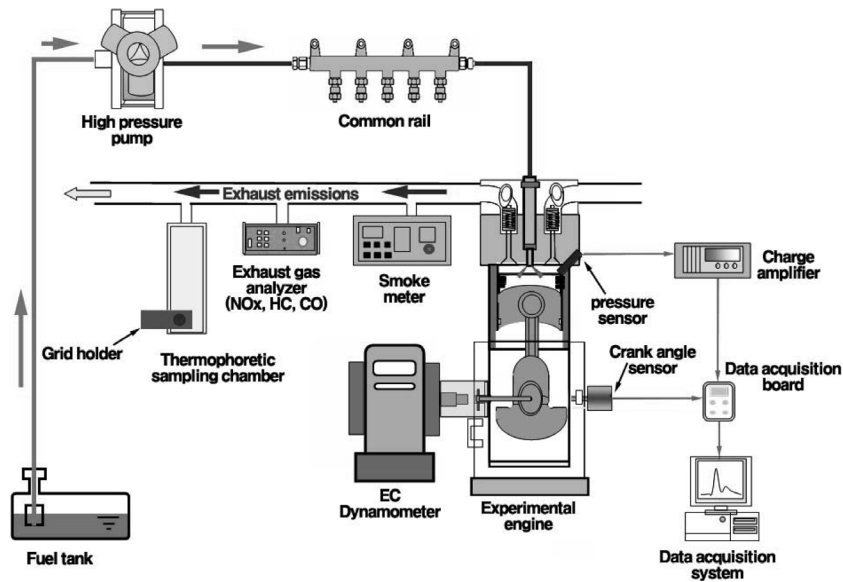 High pressure
pump
Common rail
Exhaust emissions
Exhaust gas
analyzer
(NOx, HC, CO)
Smoke
meter
pressure
sensor
Charge
amplifier
Grid holder
Thermophoretic
sampling chamber
Crank angle
sensor
Data acquisition
board
EC
Dynamometer
Experimental
engine
Fuel tank
Data acquisition
system